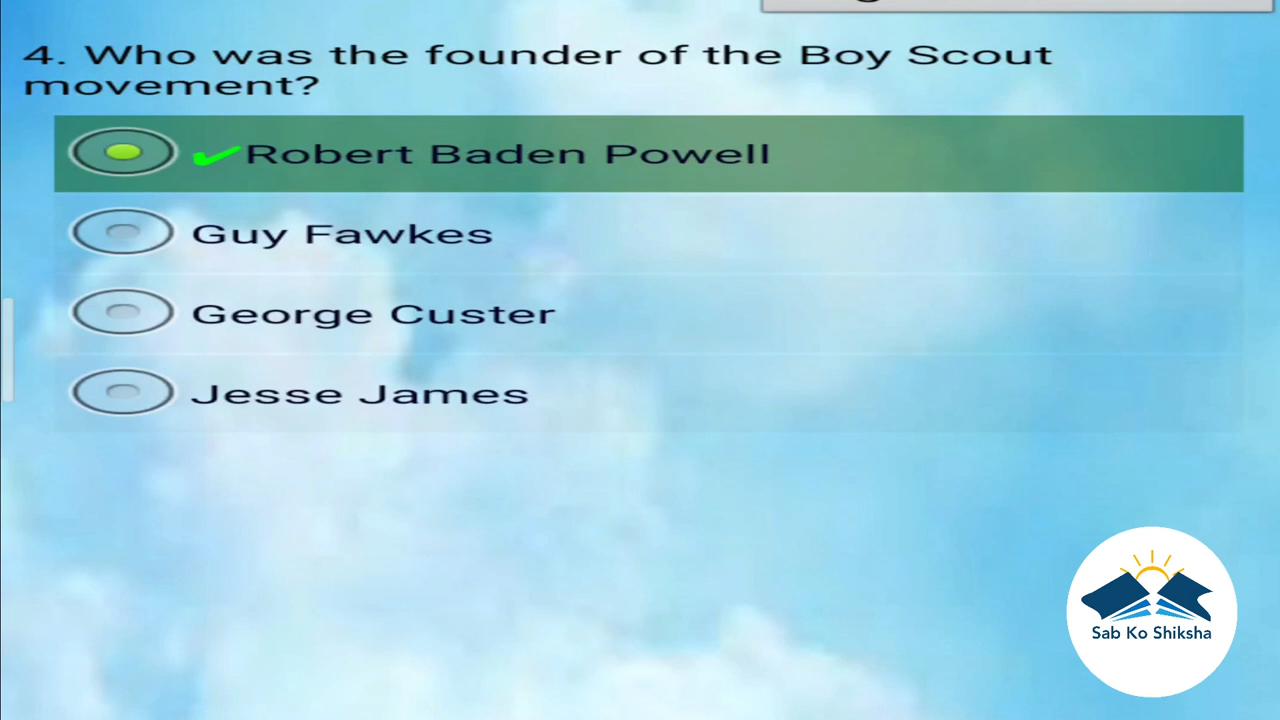 4. Who was the founder of the Boy Scout
movement?
Robert Baden Powell
Guy Fawkes
George Custer
Jesse James
Sab Ko Shiksha